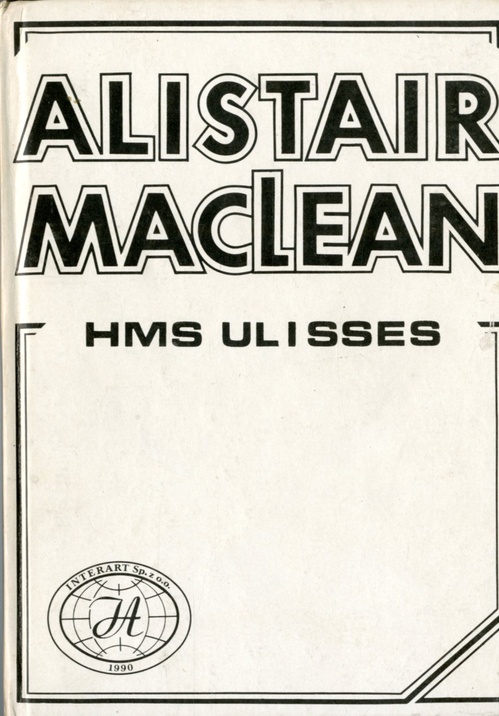 ALISTAIR
MACLEAN
HMS ULISSES
INTERART Sp. z o.o.
1990